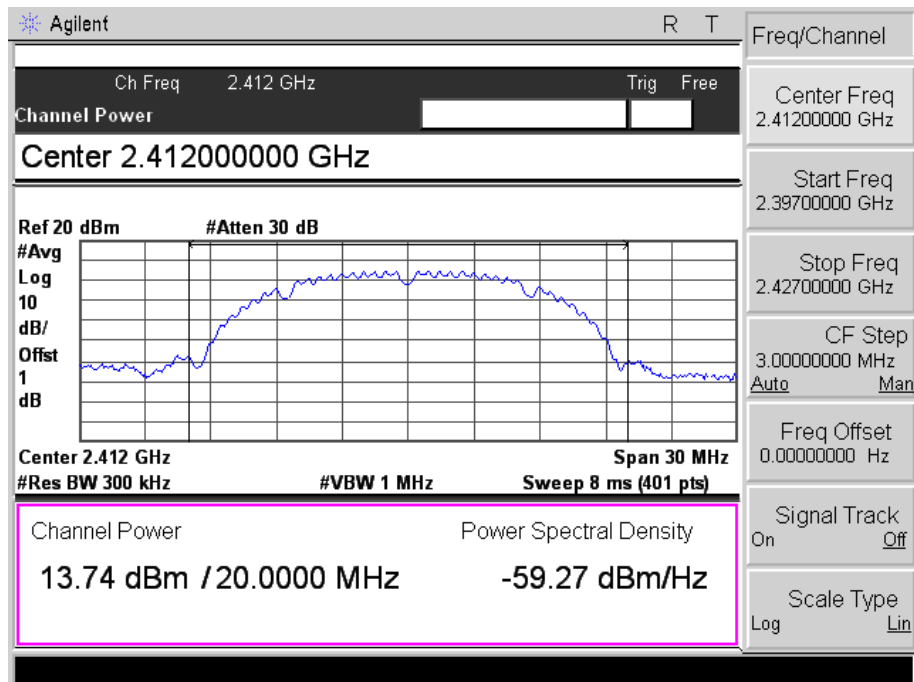 Agilent R T
Ch Freq 2.412 GHz Trig Free
Channel Power
Center 2.412000000 GHz
Ref 20 dBm #Atten 30 dB
#Avg
Log
10
dB/
Offst
1
dB
Center 2.412 GHz Span 30 MHz
#Res BW 300 kHz #VBW 1 MHz Sweep 8 ms (401 pts)
Channel Power Power Spectral Density
13.74 dBm / 20.0000 MHz -59.27 dBm/Hz
Freq/Channel
Center Freq
2.41200000 GHz
Start Freq
2.39700000 GHz
Stop Freq
2.42700000 GHz
CF Step
3.00000000 MHz
Auto Man
Freq Offset
0.00000000 Hz
Signal Track
On Off
Scale Type
Log Lin